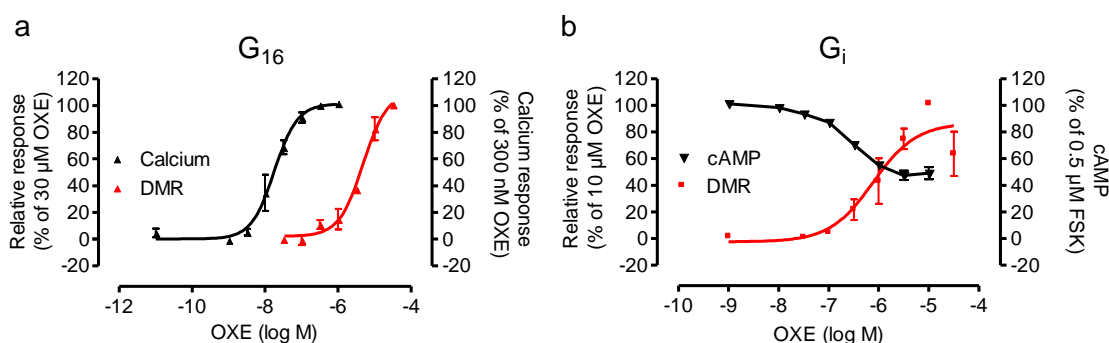 a
G16
Relative response
(% of 30 µM OXE)
120
100
80
60
40
20
0
-20
Calcium
DMR
120
100
80
60
40
20
0
-20
Calcium response
(% of 300 nM OXE)
-12
-10
-8
-6
-4
OXE (log M)
b
Gi
Relative response
(% of 10 µM OXE)
120
100
80
60
40
20
0
-20
cAMP
DMR
120
100
80
60
40
20
0
-20
cAMP
(% of 0.5 µM FSK)
-10
-9
-8
-7
-6
-5
-4
OXE (log M)